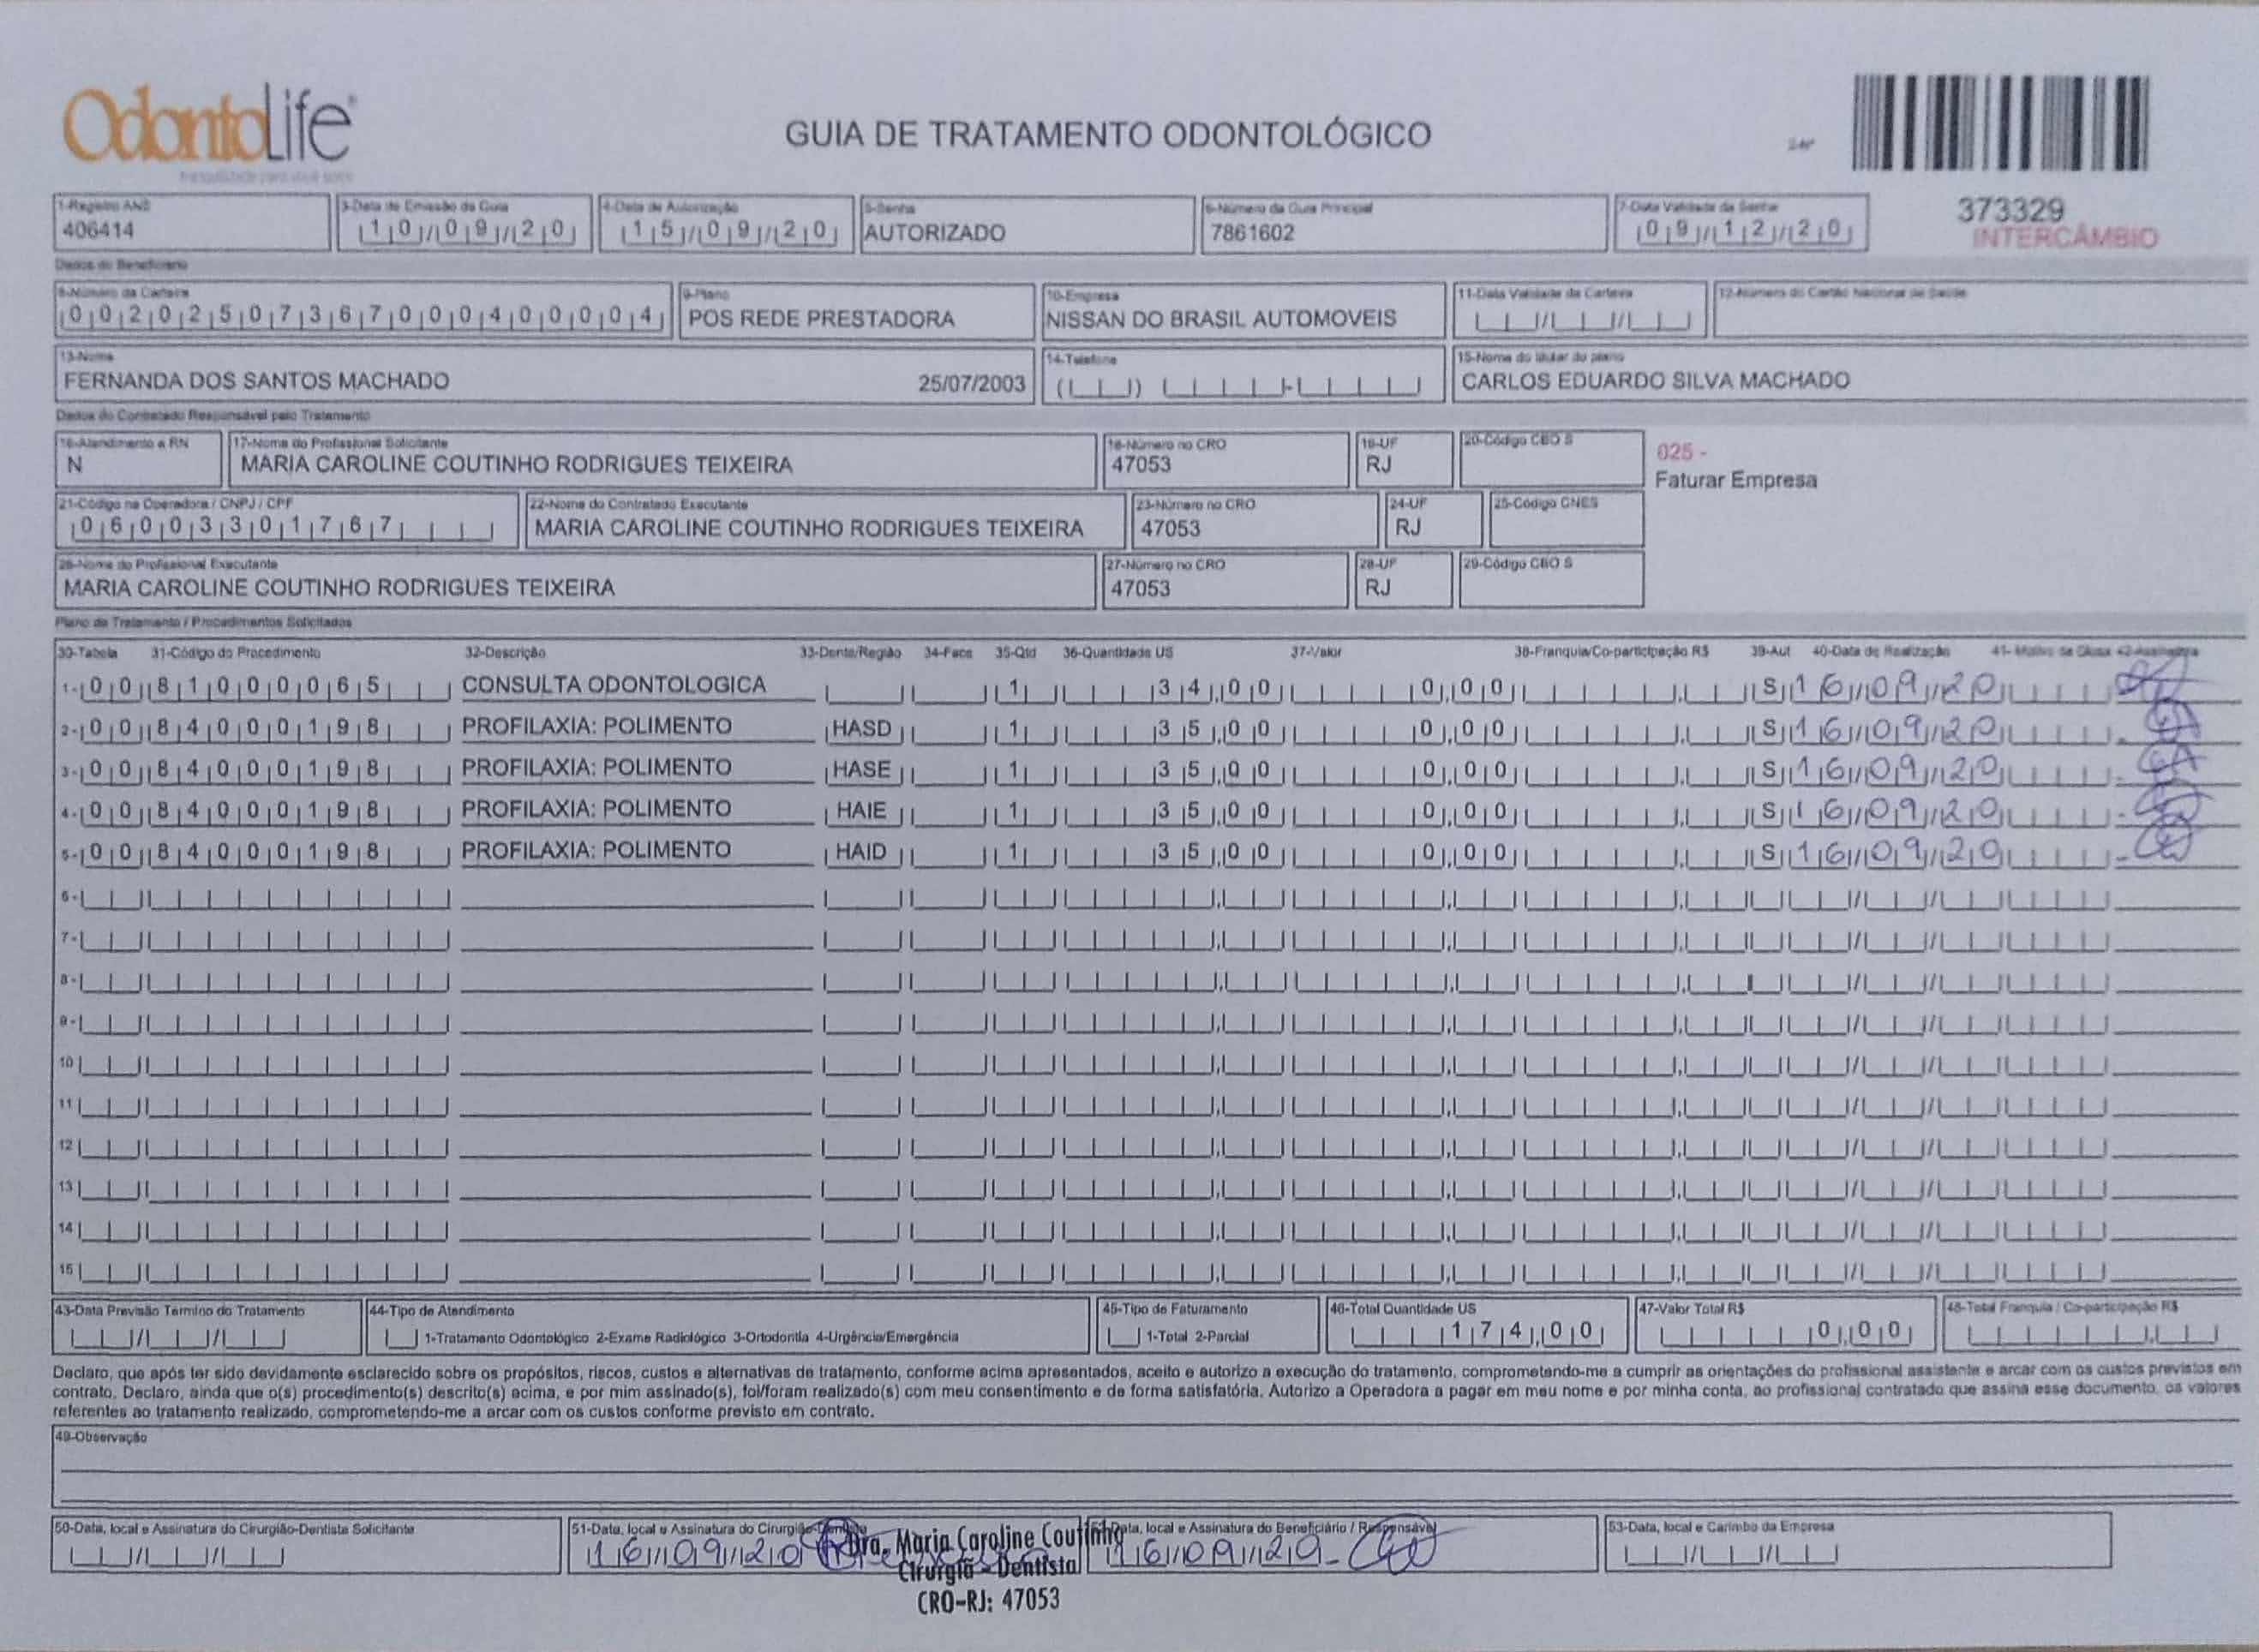 OdontoLife
GUIA DE TRATAMENTO ODONTOLÓGICO
373329
INTERCÂMBIO
1-Registro ANS
406414
3-Data de Emissão da Guia
10/09/20
4-Data de Autorização
15/09/20
5-Senha
AUTORIZADO
6-Número da Guia Principal
7861602
7-Data Validade da Senha
09/12/20
Dados do Beneficiário
8-Número da Carteira
00202507367000400004
9-Plano
POS REDE PRESTADORA
10-Empresa
NISSAN DO BRASIL AUTOMOVEIS
11-Data Validade da Carteira
12-Número do Cartão Nacional de Saúde
13-Nome
FERNANDA DOS SANTOS MACHADO 25/07/2003
14-Telefone
15-Nome do titular do plano
CARLOS EDUARDO SILVA MACHADO
Dados do Contratado Responsável pelo Tratamento
16-Atendimento a RN
N
17-Nome do Profissional Solicitante
MARIA CAROLINE COUTINHO RODRIGUES TEIXEIRA
18-Número no CRO
47053
19-UF
RJ
20-Código CBO S
025 -
Faturar Empresa
21-Código na Operadora / CNPJ / CPF
06003301767
22-Nome do Contratado Executante
MARIA CAROLINE COUTINHO RODRIGUES TEIXEIRA
23-Número no CRO
47053
24-UF
RJ
25-Código CNES
26-Nome do Profissional Executante
MARIA CAROLINE COUTINHO RODRIGUES TEIXEIRA
27-Número no CRO
47053
28-UF
RJ
29-Código CBO S
Plano de Tratamento / Procedimentos Solicitados
30-Tabela 31-Código do Procedimento 32-Descrição 33-Dente/Região 34-Face 35-Qtd 36-Quantidade US 37-Valor 38-Franquia/Co-participação R$ 39-Aut 40-Data de Realização 41-Motivo de Glosa 42-Assinatura
1- 00 81000065 CONSULTA ODONTOLOGICA 1 34,00 0,00 S 16/09/20
2- 00 84000198 PROFILAXIA: POLIMENTO HASD 1 35,00 0,00 S 16/09/20
3- 00 84000198 PROFILAXIA: POLIMENTO HASE 1 35,00 0,00 S 16/09/20
4- 00 84000198 PROFILAXIA: POLIMENTO HAIE 1 35,00 0,00 S 16/09/20
5- 00 84000198 PROFILAXIA: POLIMENTO HAID 1 35,00 0,00 S 16/09/20
6-
7-
8-
9-
10
11
12
13
14
15
43-Data Previsão Termino do Tratamento
44-Tipo de Atendimento
1-Tratamento Odontológico 2-Exame Radiológico 3-Ortodontia 4-Urgência/Emergência
45-Tipo de Faturamento
1-Total 2-Parcial
46-Total Quantidade US
174,00
47-Valor Total R$
0,00
48-Total Franquia / Co-participação R$
Declaro, que após ter sido devidamente esclarecido sobre os propósitos, riscos, custos e alternativas de tratamento, conforme acima apresentados, aceito e autorizo a execução do tratamento, comprometendo-me a cumprir as orientações do profissional assistente e arcar com os custos previstos em
contrato. Declaro, ainda que o(s) procedimento(s) descrito(s) acima, e por mim assinado(s), foi/foram realizado(s) com meu consentimento e de forma satisfatória. Autorizo a Operadora a pagar em meu nome e por minha conta, ao profissional contratado que assina esse documento, os valores
referentes ao tratamento realizado, comprometendo-me a arcar com os custos conforme previsto em contrato.
49-Observação
50-Data, local e Assinatura do Cirurgião-Dentista Solicitante
51-Data, local e Assinatura do Cirurgião-Dentista
16/09/20
Dra. Maria Caroline Coutinho
Cirurgiã - Dentista
CRO-RJ: 47053
Data, local e Assinatura do Beneficiário / Responsável
16/09/20
53-Data, local e Carimbo da Empresa